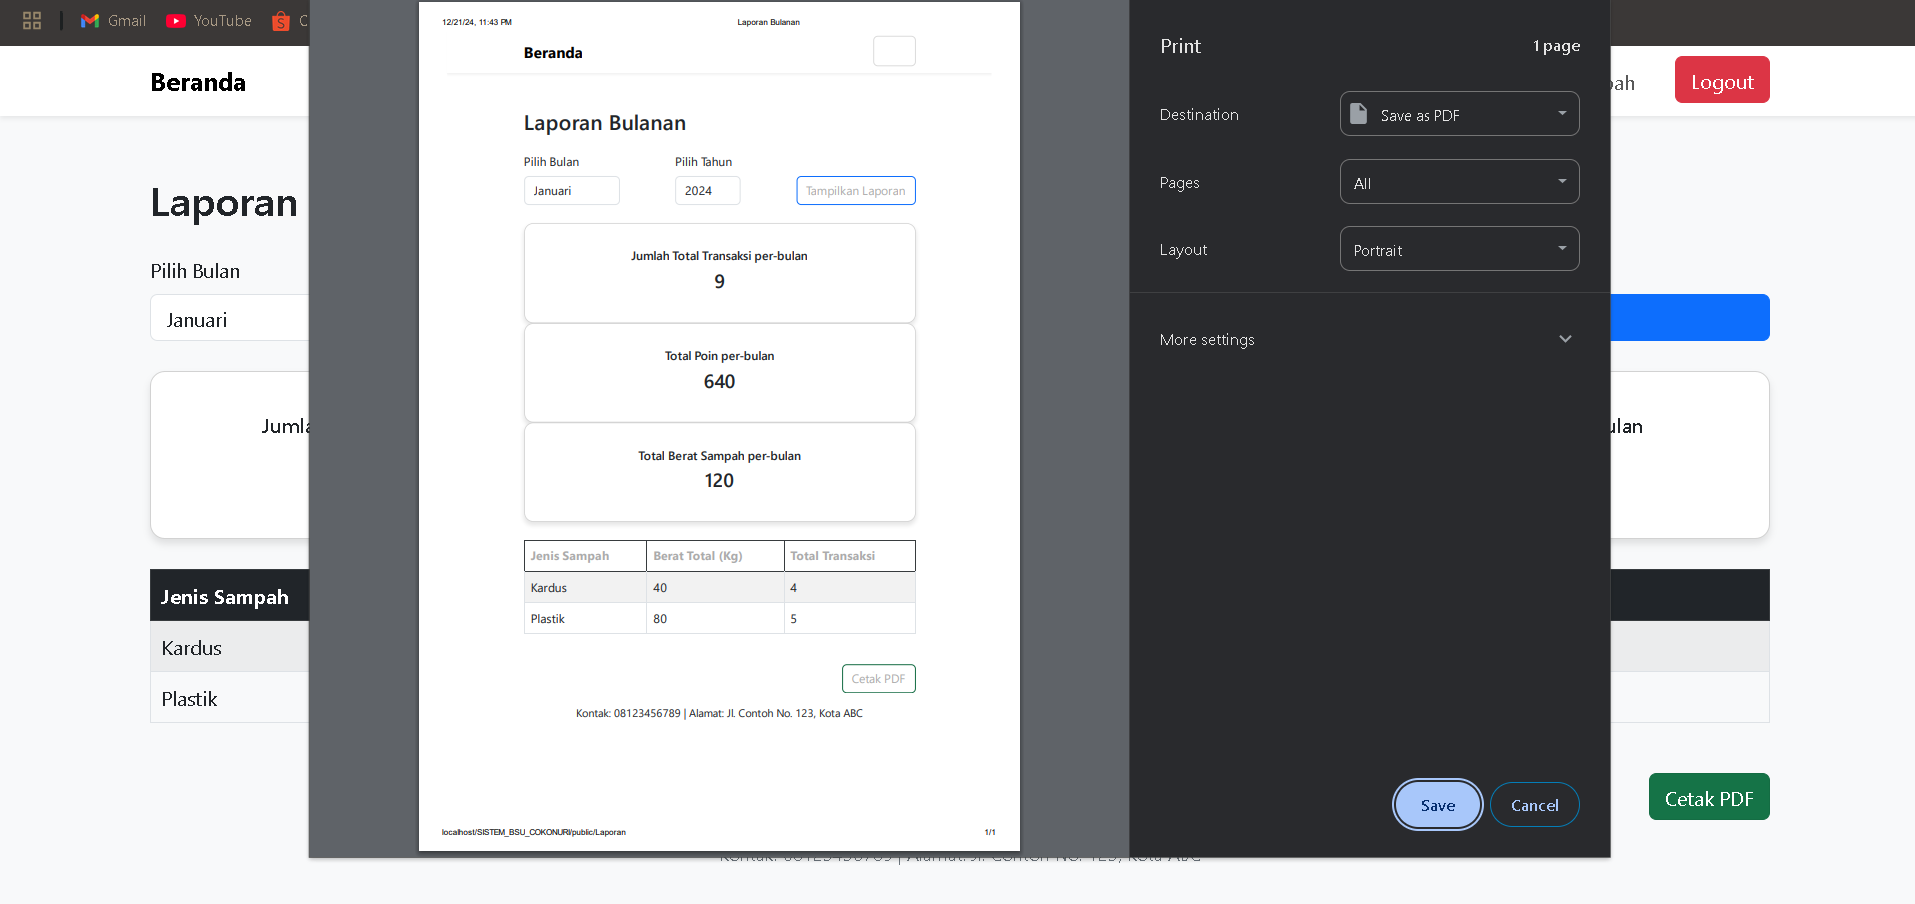 Gmail
YouTube
Beranda
Logout
Laporan
Pilih Bulan
Januari
Jenis Sampah
Kardus
Plastik
Cetak PDF
12/21/24, 11:43 PM
Laporan Bulanan
Beranda
Laporan Bulanan
Pilih Bulan
Pilih Tahun
Januari
2024
Tampilkan Laporan
Jumlah Total Transaksi per-bulan
9
Total Poin per-bulan
640
Total Berat Sampah per-bulan
120
Jenis Sampah Berat Total (Kg) Total Transaksi
Kardus 40 4
Plastik 80 5
Cetak PDF
Kontak: 08123456789 | Alamat: Jl. Contoh No. 123, Kota ABC
localhost/SISTEM_BSU_COKONURI/public/Laporan
1/1
Print
1 page
Destination
Save as PDF
Pages
All
Layout
Portrait
More settings
Save
Cancel